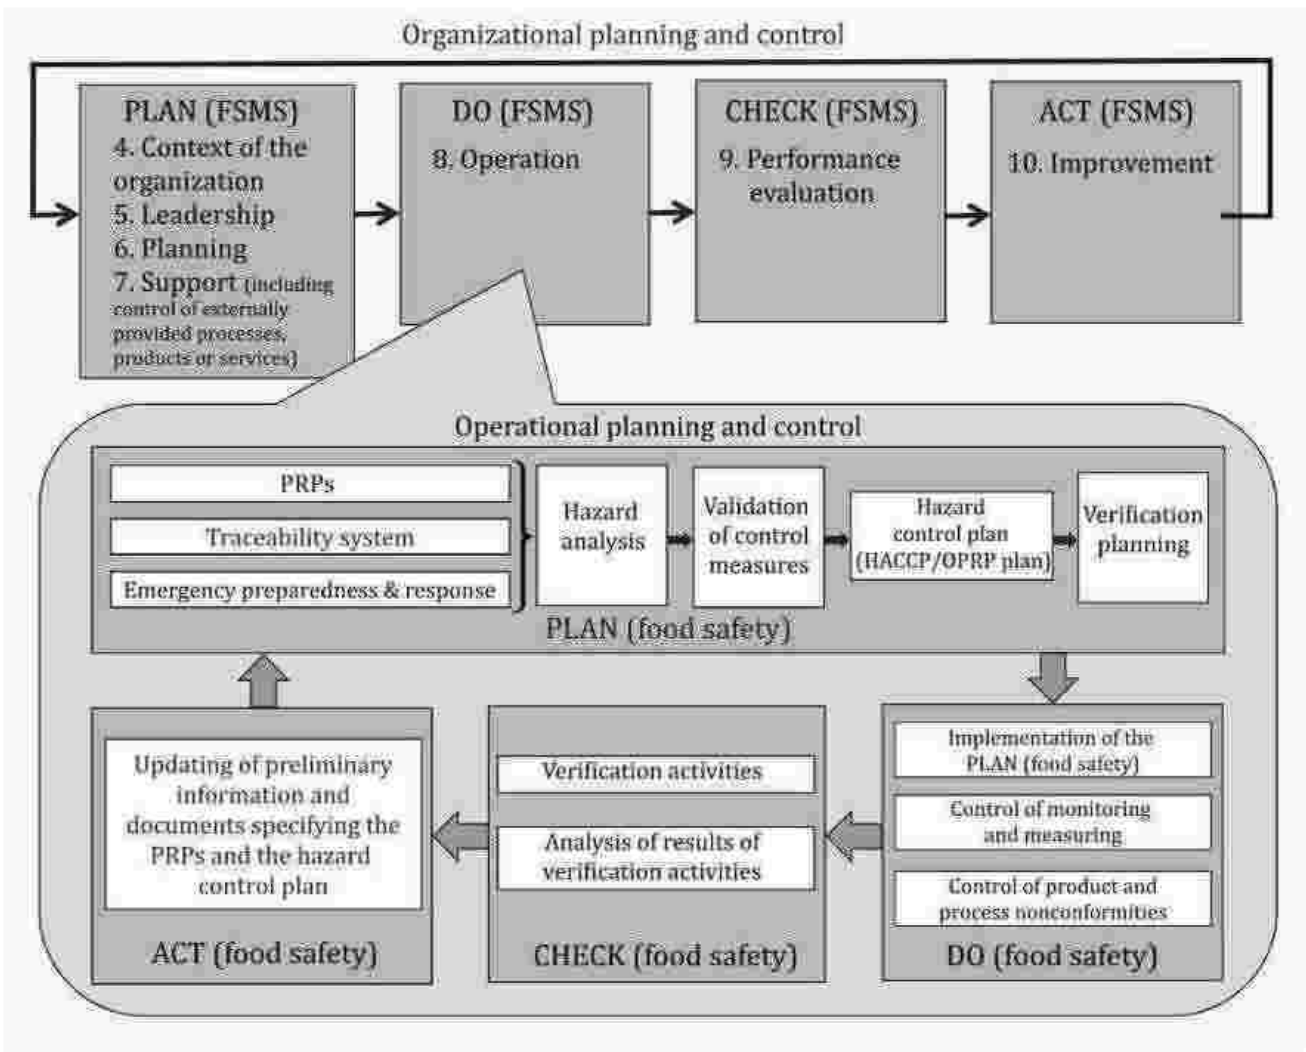 Organizational planning and control
PLAN (FSMS)
4. Context of the
organization
5. Leadership
6. Planning
7. Support (including
control of externally
provided processes,
products or services)
DO (FSMS)
8. Operation
CHECK (FSMS)
9. Performance
evaluation
ACT (FSMS)
10. Improvement
Operational planning and control
PRPs
Traceability system
Emergency preparedness & response
Hazard
analysis
Validation
of control
measures
Hazard
control plan
(HACCP/OPRP plan)
Verification
planning
PLAN (food safety)
Implementation of the
PLAN (food safety)
Control of monitoring
and measuring
Control of product and
process nonconformities
DO (food safety)
Verification activities
Analysis of results of
verification activities
CHECK (food safety)
Updating of preliminary
information and
documents specifying the
PRPs and the hazard
control plan
ACT (food safety)